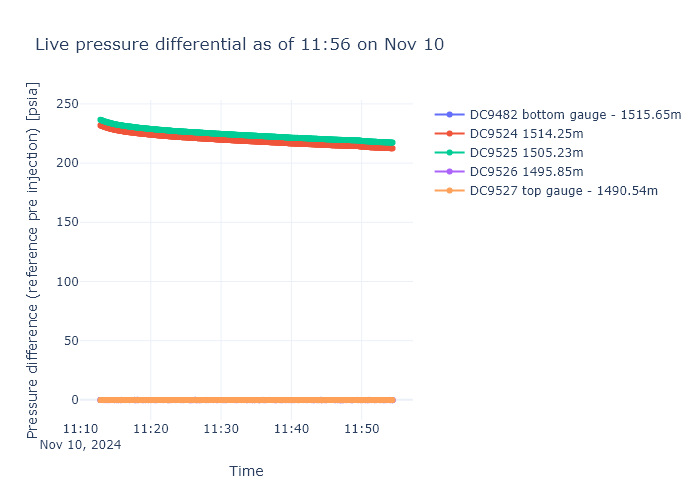 Live pressure differential as of 11:56 on Nov 10
Pressure difference (reference pre injection) [psia]
250
200
150
100
50
0
11:10
Nov 10, 2024
11:20
11:30
11:40
11:50
Time
DC9482 bottom gauge - 1515.65m
DC9524 1514.25m
DC9525 1505.23m
DC9526 1495.85m
DC9527 top gauge - 1490.54m